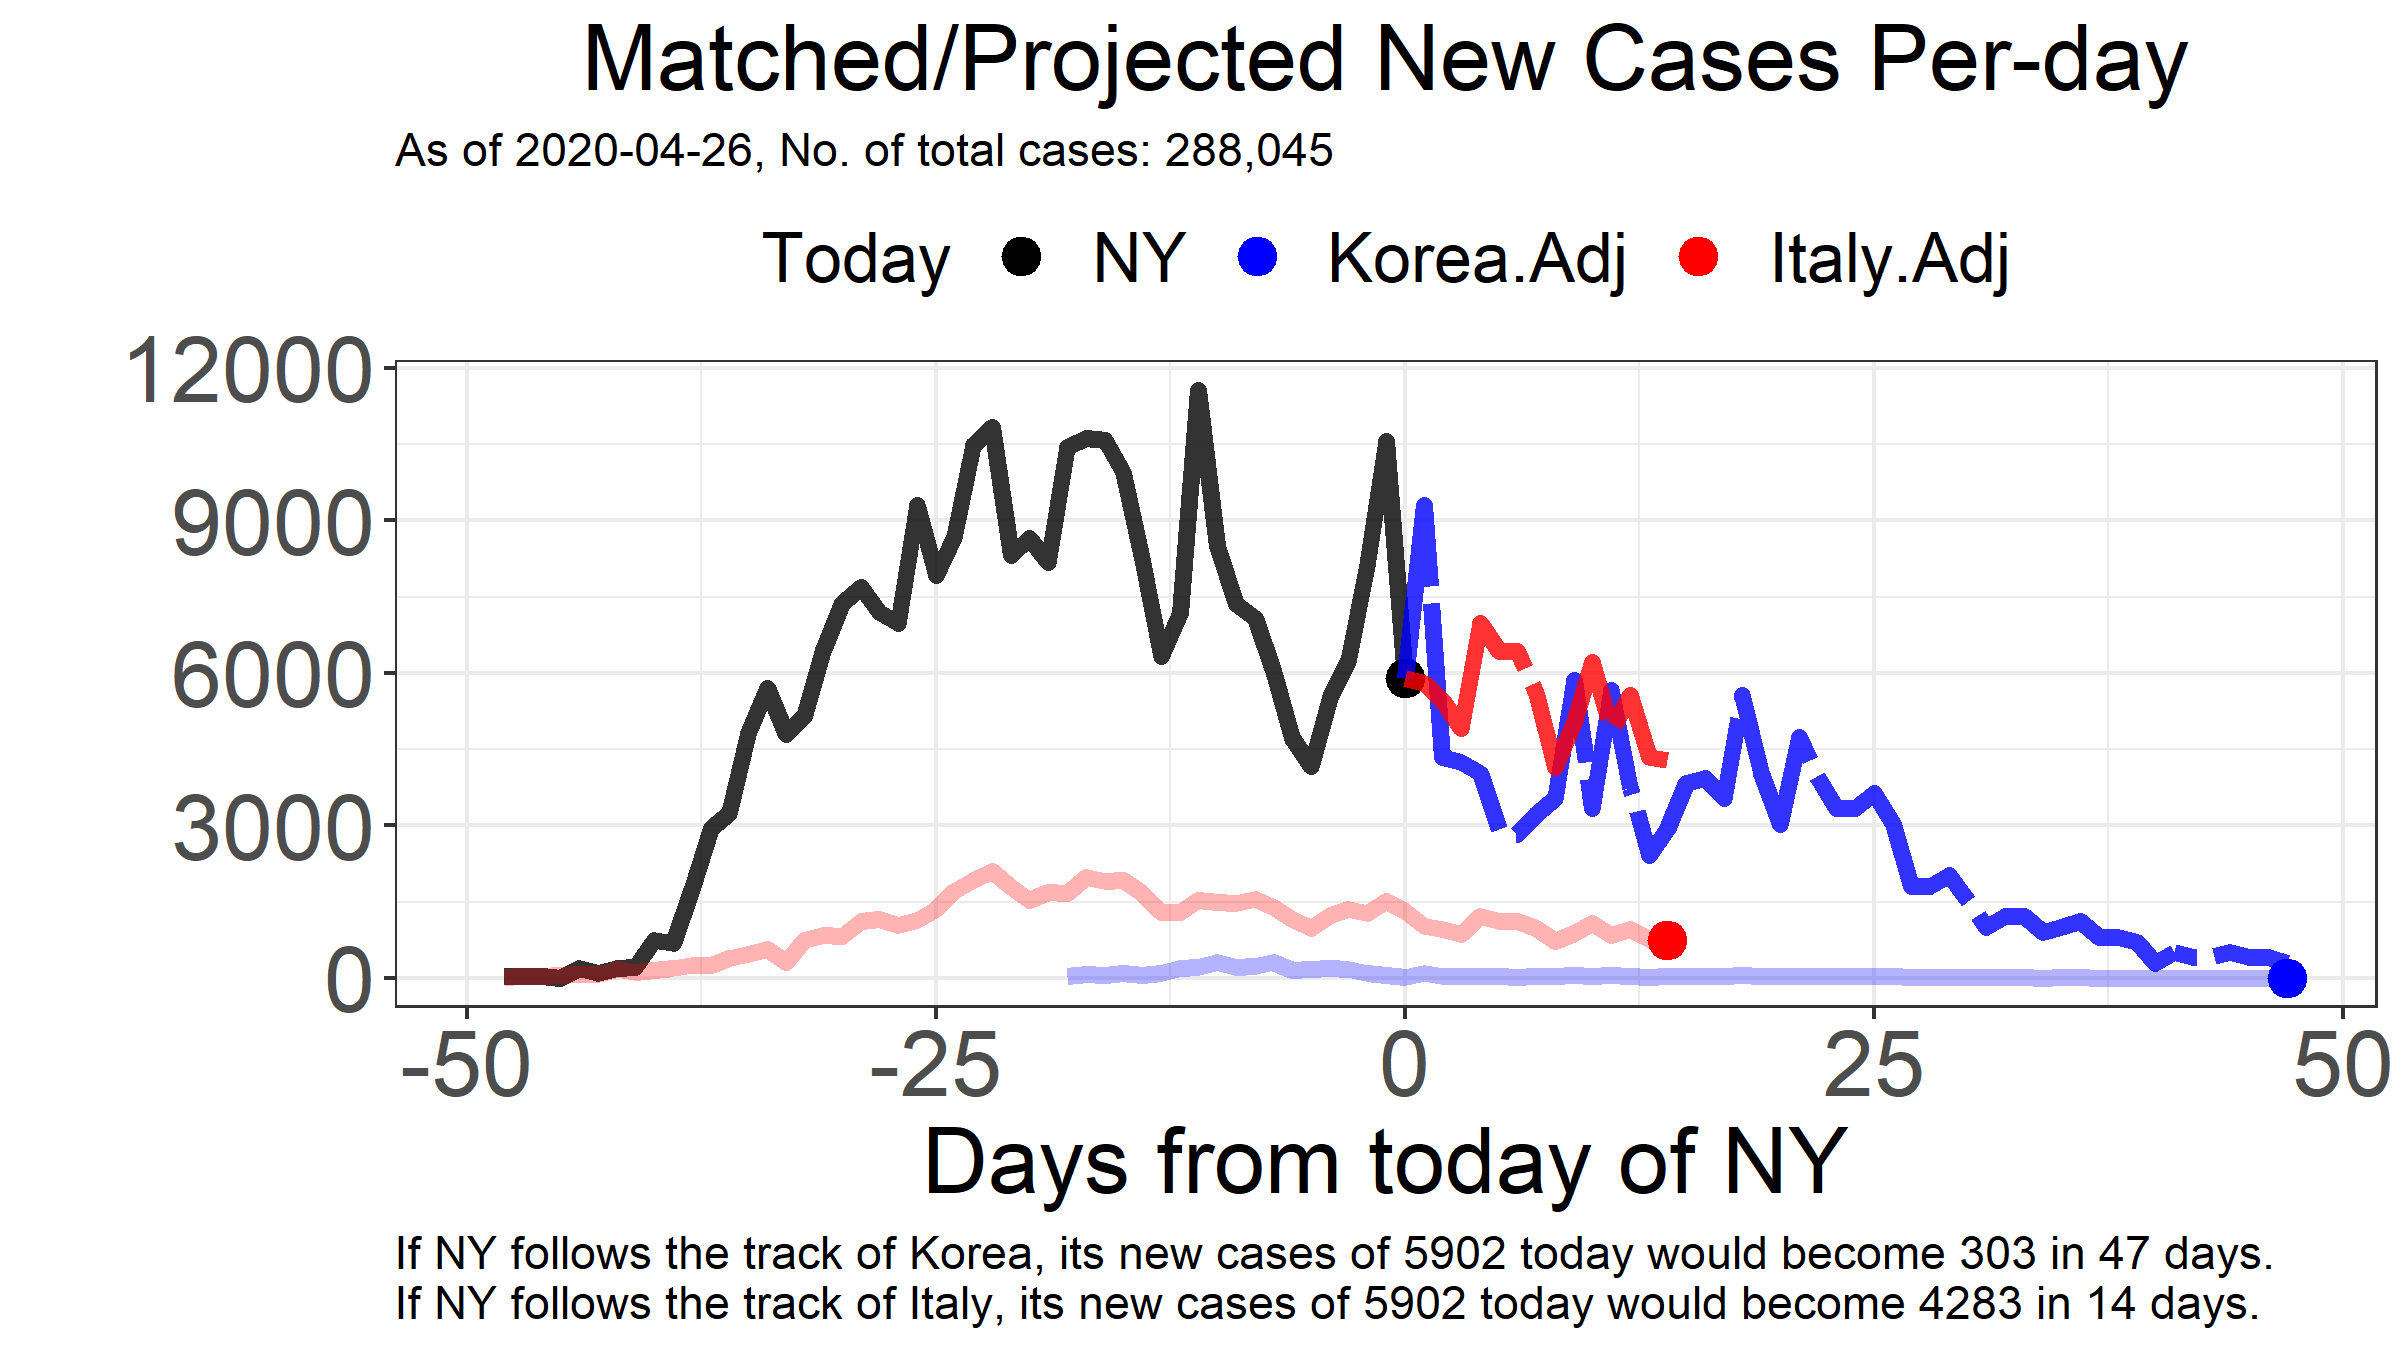 Matched/Projected New Cases Per-day
As of 2020-04-26, No. of total cases: 288,045
Today NY Korea.Adj Italy.Adj
12000
9000
6000
3000
0
-50 -25 0 25 50
Days from today of NY
If NY follows the track of Korea, its new cases of 5902 today would become 303 in 47 days.
If NY follows the track of Italy, its new cases of 5902 today would become 4283 in 14 days.